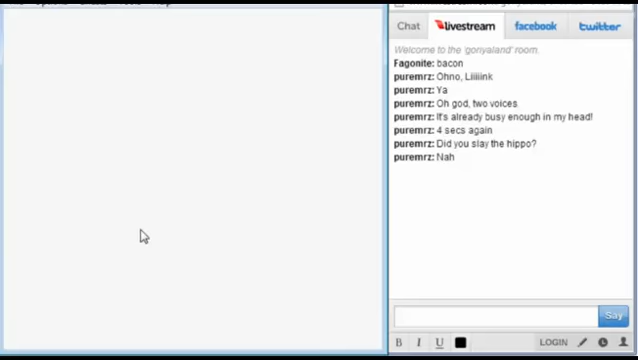 Chat livestream facebook twitter
Welcome to the 'goriyaland' room.
Fagonite: bacon
puremrz: Ohno, Liiiiink
puremrz: Ya
puremrz: Oh god, two voices
puremrz: It's already busy enough in my head!
puremrz: 4 secs again
puremrz: Did you slay the hippo?
puremrz: Nah
Say
B I U LOGIN